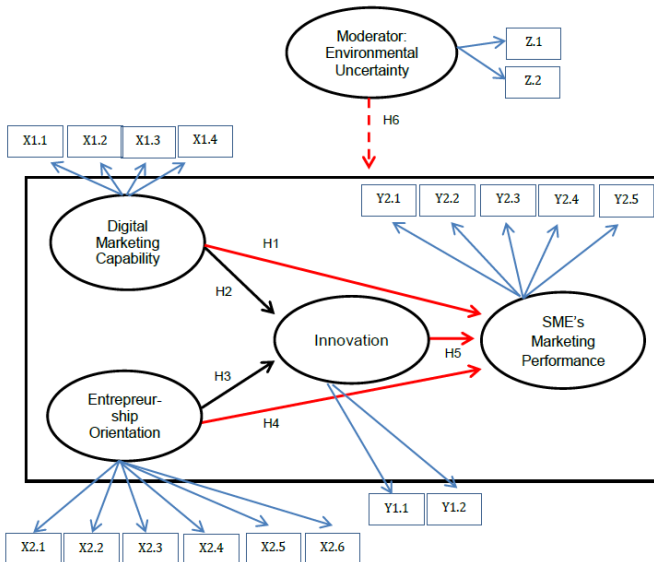 Moderator:
Environmental
Uncertainty
Z.1
Z.2
H6
X1.1 X1.2 X1.3 X1.4
Y2.1 Y2.2 Y2.3 Y2.4 Y2.5
Digital
Marketing
Capability
H1
H2
Innovation
SME's
Marketing
Performance
H5
H3
H4
Entrepreur-
ship
Orientation
Y1.1 Y1.2
X2.1 X2.2 X2.3 X2.4 X2.5 X2.6